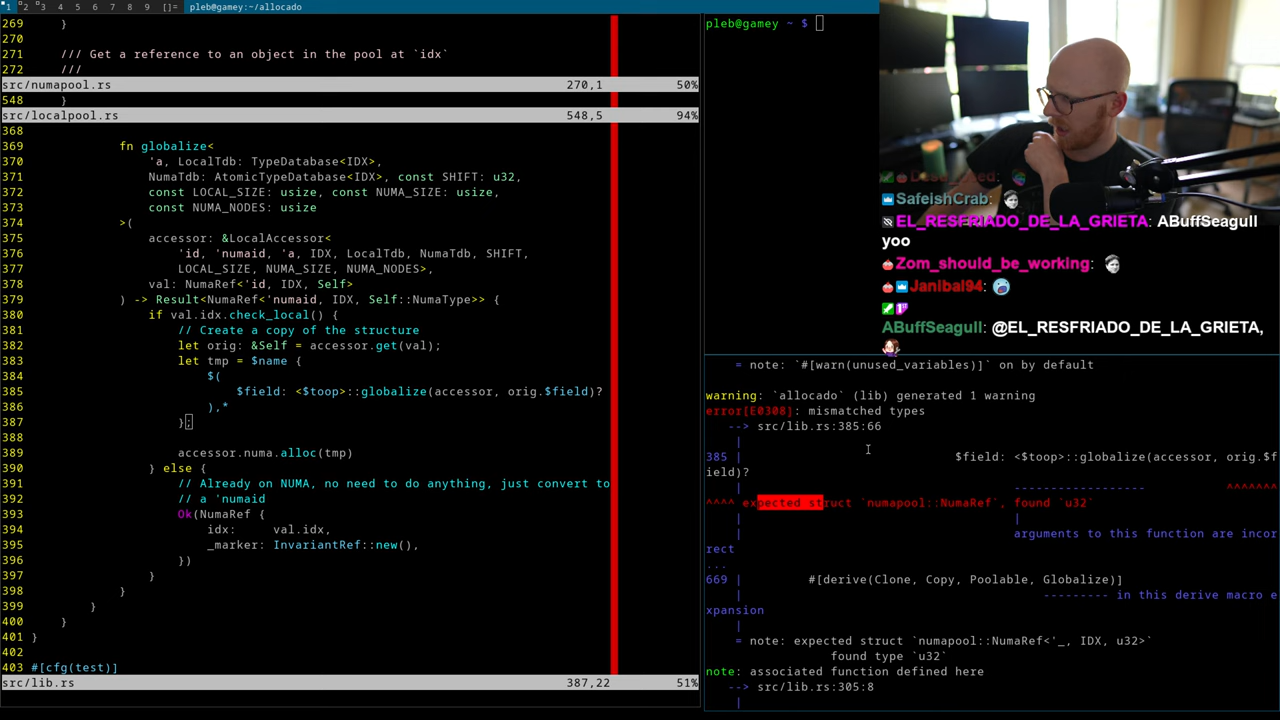 1 2 3 4 5 6 7 8 9 []= pleb@gamey:~/allocado
269 }
270
271 /// Get a reference to an object in the pool at `idx`
272 ///
src/numapool.rs 270,1 50%
548 }
src/localpool.rs 548,5 94%
368
369 fn globalize<
370 'a, LocalTdb: TypeDatabase<IDX>,
371 NumaTdb: AtomicTypeDatabase<IDX>, const SHIFT: u32,
372 const LOCAL_SIZE: usize, const NUMA_SIZE: usize,
373 const NUMA_NODES: usize
374 >(
375 accessor: &LocalAccessor<
376 'id, 'numaid, 'a, IDX, LocalTdb, NumaTdb, SHIFT,
377 LOCAL_SIZE, NUMA_SIZE, NUMA_NODES>,
378 val: NumaRef<'id, IDX, Self>
379 ) -> Result<NumaRef<'numaid, IDX, Self::NumaType>> {
380 if val.idx.check_local() {
381 // Create a copy of the structure
382 let orig: &Self = accessor.get(val);
383 let tmp = $name {
384 $(
385 $field: <$toop>::globalize(accessor, orig.$field)?
386 ),*
387 };
388
389 accessor.numa.alloc(tmp)
390 } else {
391 // Already on NUMA, no need to do anything, just convert to
392 // a 'numaid
393 Ok(NumaRef {
394 idx: val.idx,
395 _marker: InvariantRef::new(),
396 })
397 }
398 }
399 }
400 }
401 }
402
403 #[cfg(test)]
src/lib.rs 387,22 51%
pleb@gamey ~ $
SafeishCrab:
EL_RESFRIADO_DE_LA_GRIETA: ABuffSeagull
yoo
Zom_should_be_working:
Janibal94:
ABuffSeagull: @EL_RESFRIADO_DE_LA_GRIETA,
= note: `#[warn(unused_variables)]` on by default
warning: `allocado` (lib) generated 1 warning
error[E0308]: mismatched types
--> src/lib.rs:385:66
|
385 | $field: <$toop>::globalize(accessor, orig.$f
ield)?
| ----------------- ^^^^^^^
^^^^ expected struct `numapool::NumaRef`, found `u32`
| |
| arguments to this function are incor
rect
...
669 | #[derive(Clone, Copy, Poolable, Globalize)]
| --------- in this derive macro e
xpansion
|
= note: expected struct `numapool::NumaRef<'_, IDX, u32>`
found type `u32`
note: associated function defined here
--> src/lib.rs:305:8
|